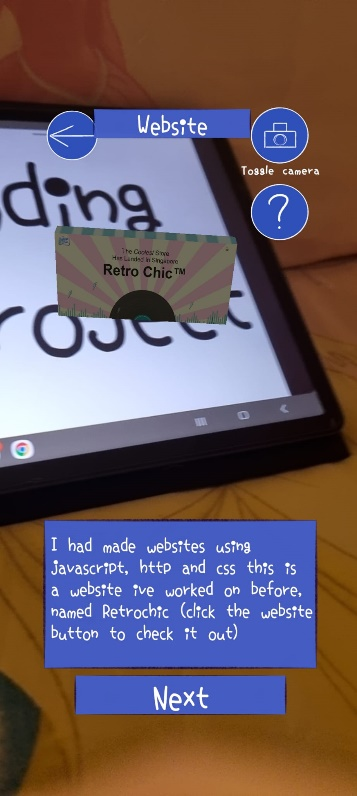 Website
Toggle camera
?
ding
The Coolest Store
Has Landed in Singapore
Retro Chic™
roject
I had made websites using
javascript, http and css this is
a website ive worked on before,
named Retrochic (click the website
button to check it out)
Next